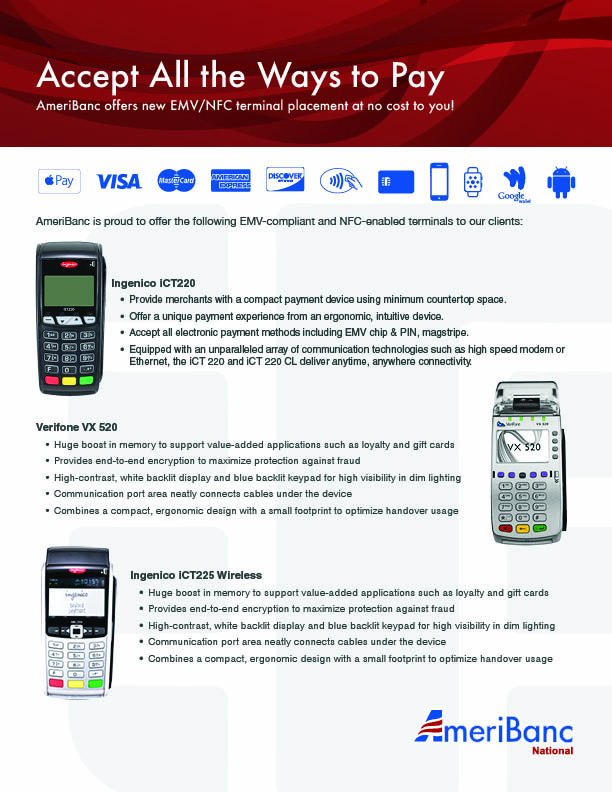 Accept All the Ways to Pay
AmeriBanc offers new EMV/NFC terminal placement at no cost to you!
Pay VISA MasterCard AMERICAN EXPRESS DISCOVER Google wallet
AmeriBanc is proud to offer the following EMV-compliant and NFC-enabled terminals to our clients:
Ingenico iCT220
• Provide merchants with a compact payment device using minimum countertop space.
• Offer a unique payment experience from an ergonomic, intuitive device.
• Accept all electronic payment methods including EMV chip & PIN, magstripe.
• Equipped with an unparalleled array of communication technologies such as high speed modem or
Ethernet, the iCT 220 and iCT 220 CL deliver anytime, anywhere connectivity.
Verifone VX 520
• Huge boost in memory to support value-added applications such as loyalty and gift cards
• Provides end-to-end encryption to maximize protection against fraud
• High-contrast, white backlit display and blue backlit keypad for high visibility in dim lighting
• Communication port area neatly connects cables under the device
• Combines a compact, ergonomic design with a small footprint to optimize handover usage
Verifone VX 520
VX 520
Ingenico iCT225 Wireless
• Huge boost in memory to support value-added applications such as loyalty and gift cards
• Provides end-to-end encryption to maximize protection against fraud
• High-contrast, white backlit display and blue backlit keypad for high visibility in dim lighting
• Communication port area neatly connects cables under the device
• Combines a compact, ergonomic design with a small footprint to optimize handover usage
ingenico
AmeriBanc
National